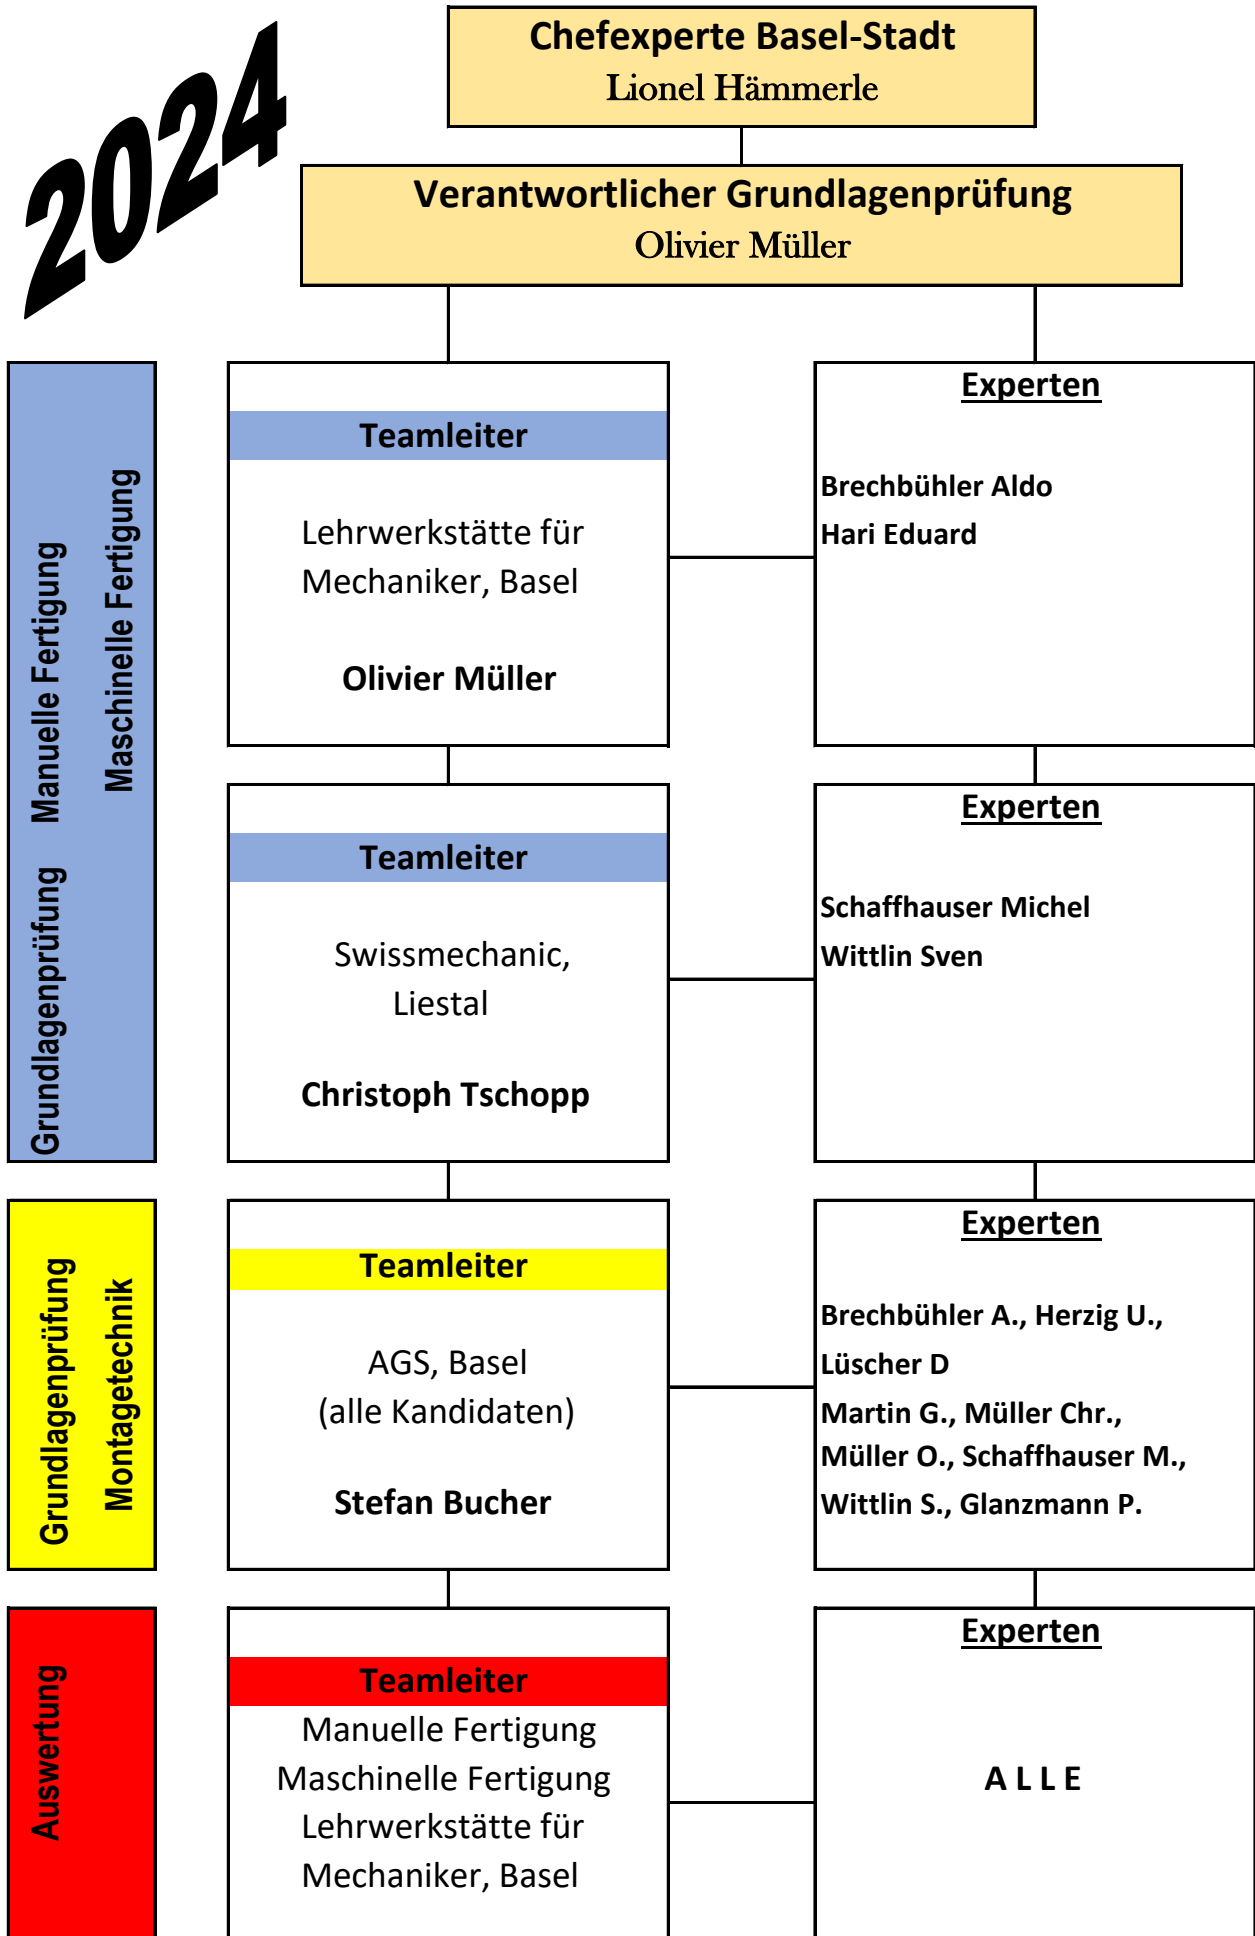 2024
Chefexperte Basel-Stadt
Lionel Hämmerle
Verantwortlicher Grundlagenprüfung
Olivier Müller
Grundlagenprüfung Manuelle Fertigung
Maschinelle Fertigung
Teamleiter
Lehrwerkstätte für
Mechaniker, Basel
Olivier Müller
Experten
Brechbühler Aldo
Hari Eduard
Teamleiter
Swissmechanic,
Liestal
Christoph Tschopp
Experten
Schaffhauser Michel
Wittlin Sven
Grundlagenprüfung
Montagetechnik
Teamleiter
AGS, Basel
(alle Kandidaten)
Stefan Bucher
Experten
Brechbühler A., Herzig U.,
Lüscher D
Martin G., Müller Chr.,
Müller O., Schaffhauser M.,
Wittlin S., Glanzmann P.
Auswertung
Teamleiter
Manuelle Fertigung
Maschinelle Fertigung
Lehrwerkstätte für
Mechaniker, Basel
Experten
A L L E